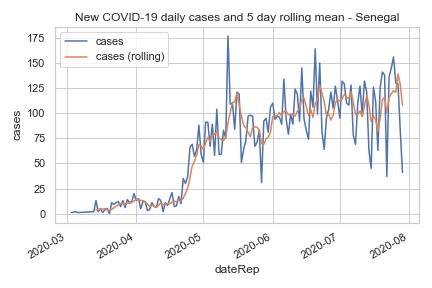 New COVID-19 daily cases and 5 day rolling mean - Senegal
cases
cases (rolling)
175
150
125
100
75
50
25
0
cases
2020-03
2020-04
2020-05
2020-06
2020-07
2020-08
dateRep